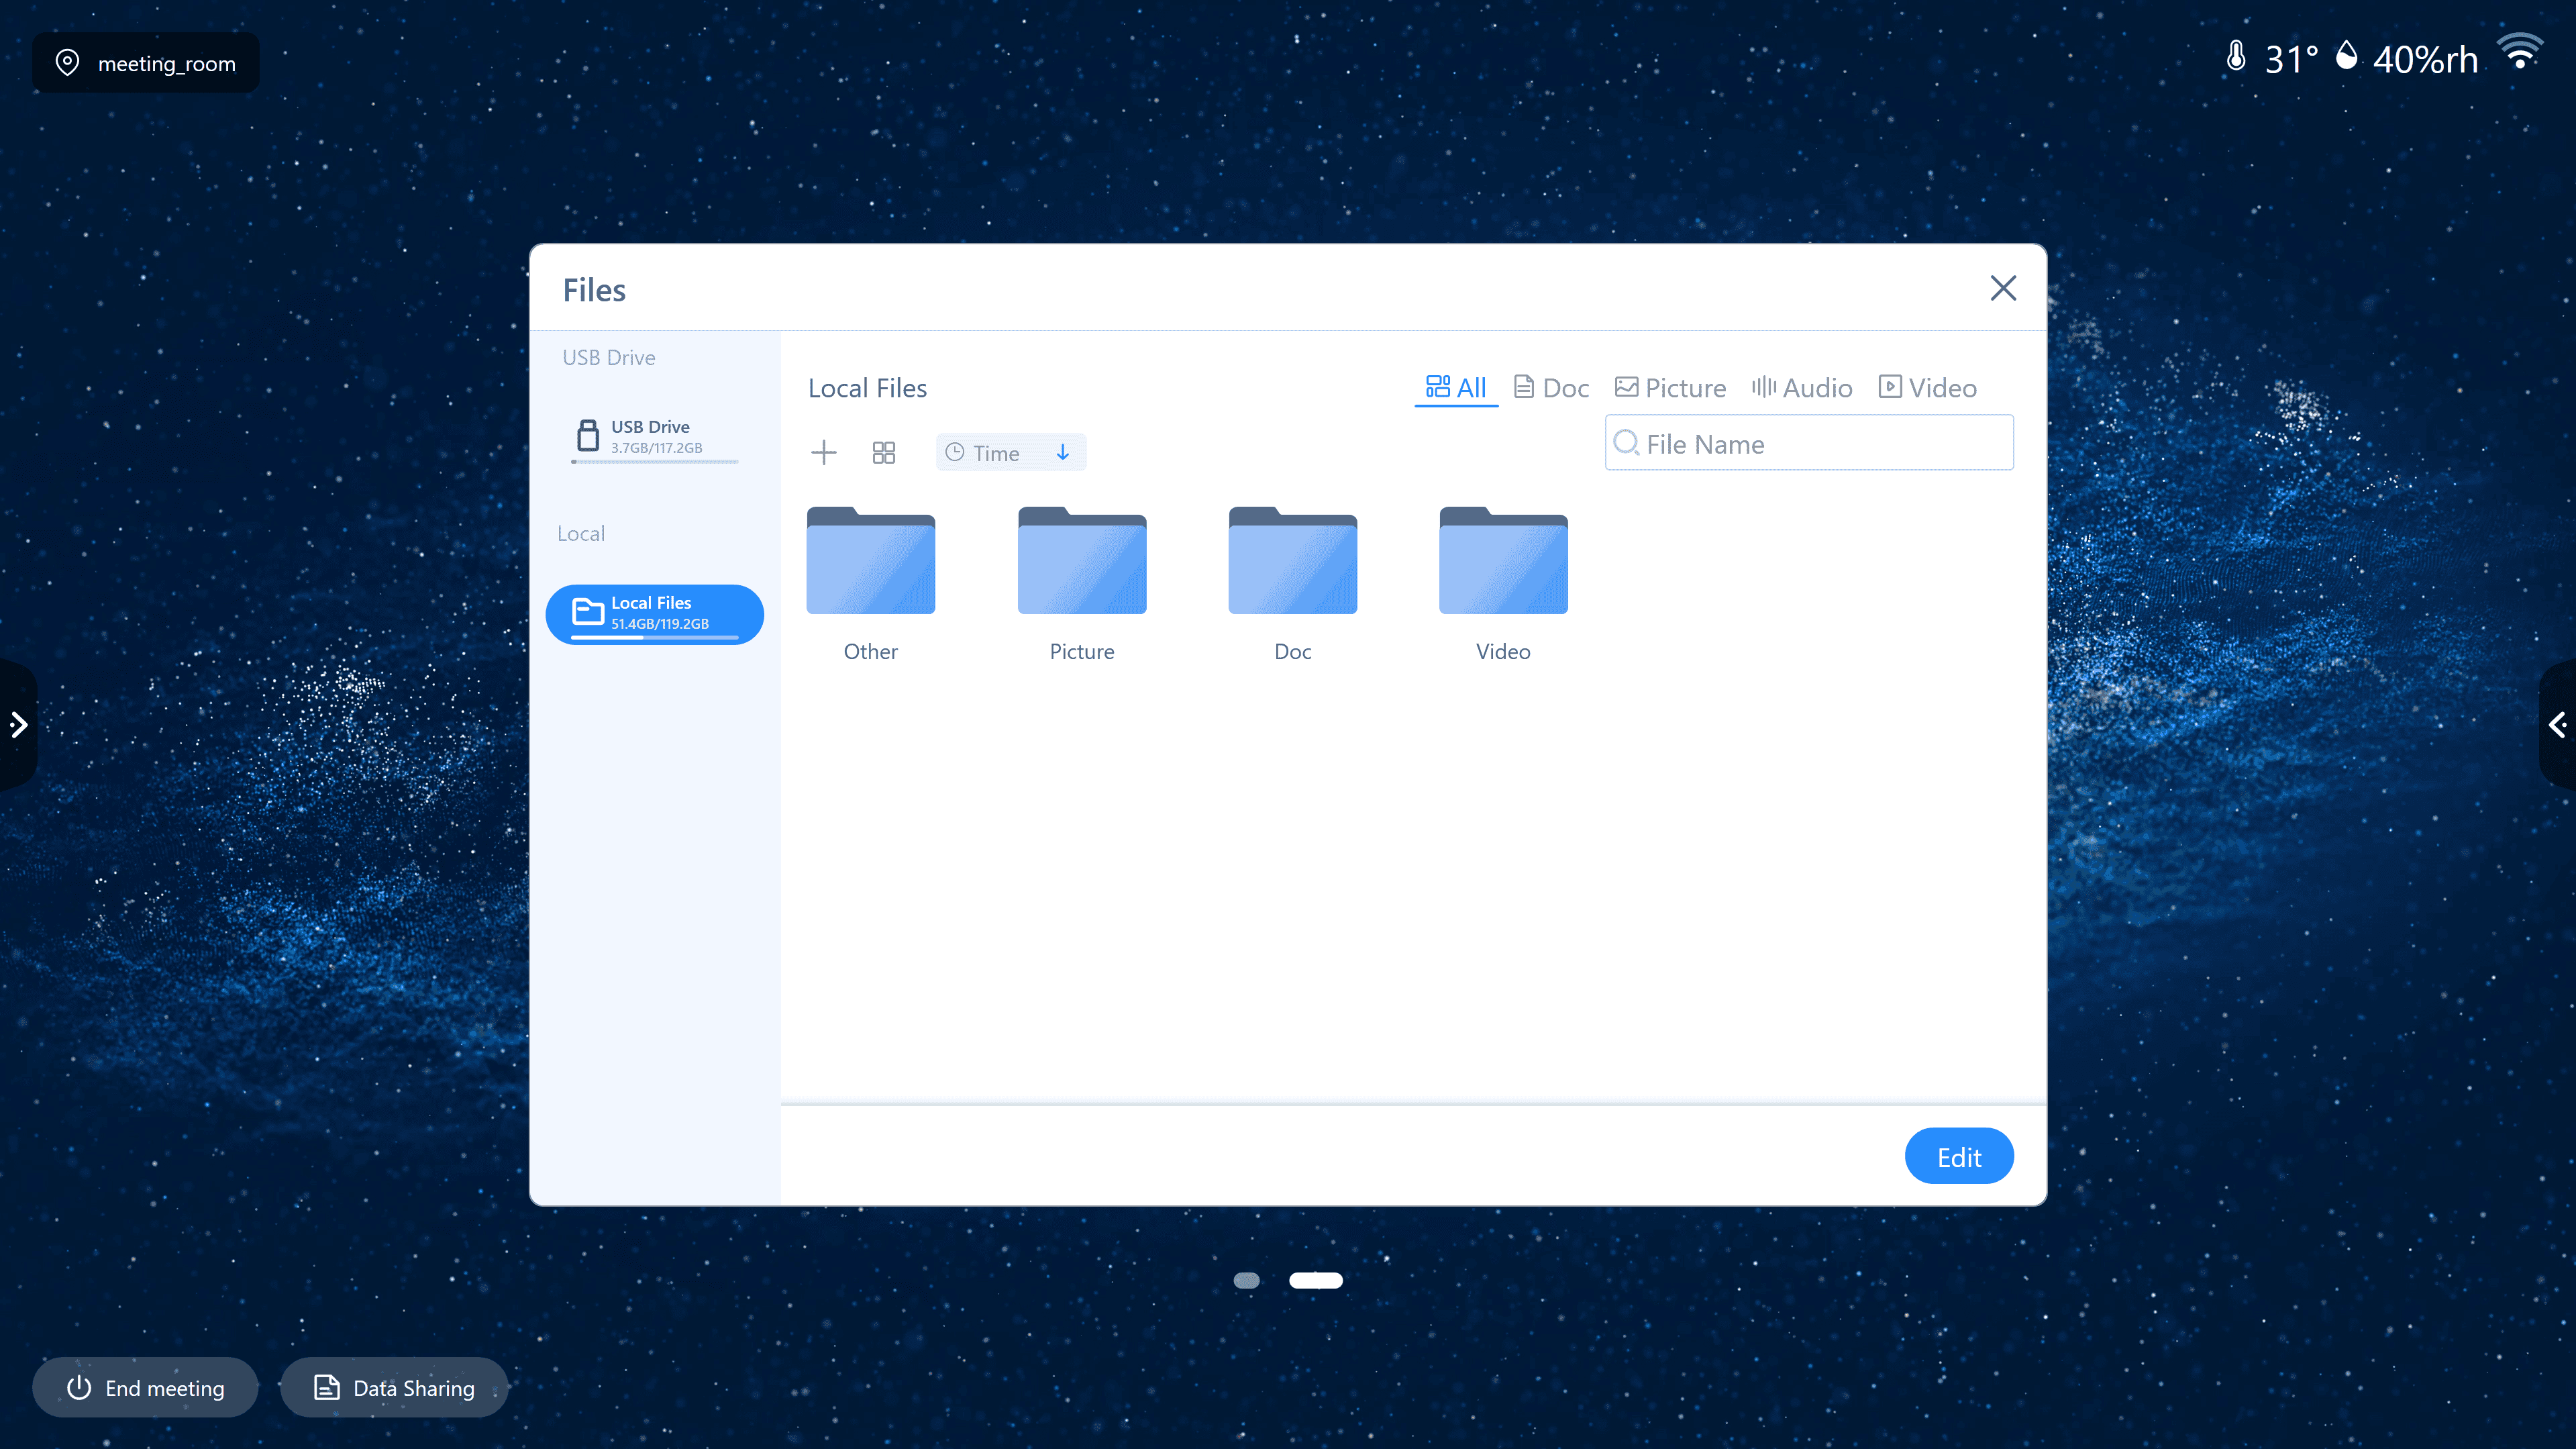 meeting_room
31° 40%rh
Files
USB Drive
USB Drive
3.7GB/117.2GB
Local
Local Files
51.4GB/119.2GB
Local Files
All Doc Picture Audio Video
Time
File Name
Other Picture Doc Video
Edit
End meeting Data Sharing